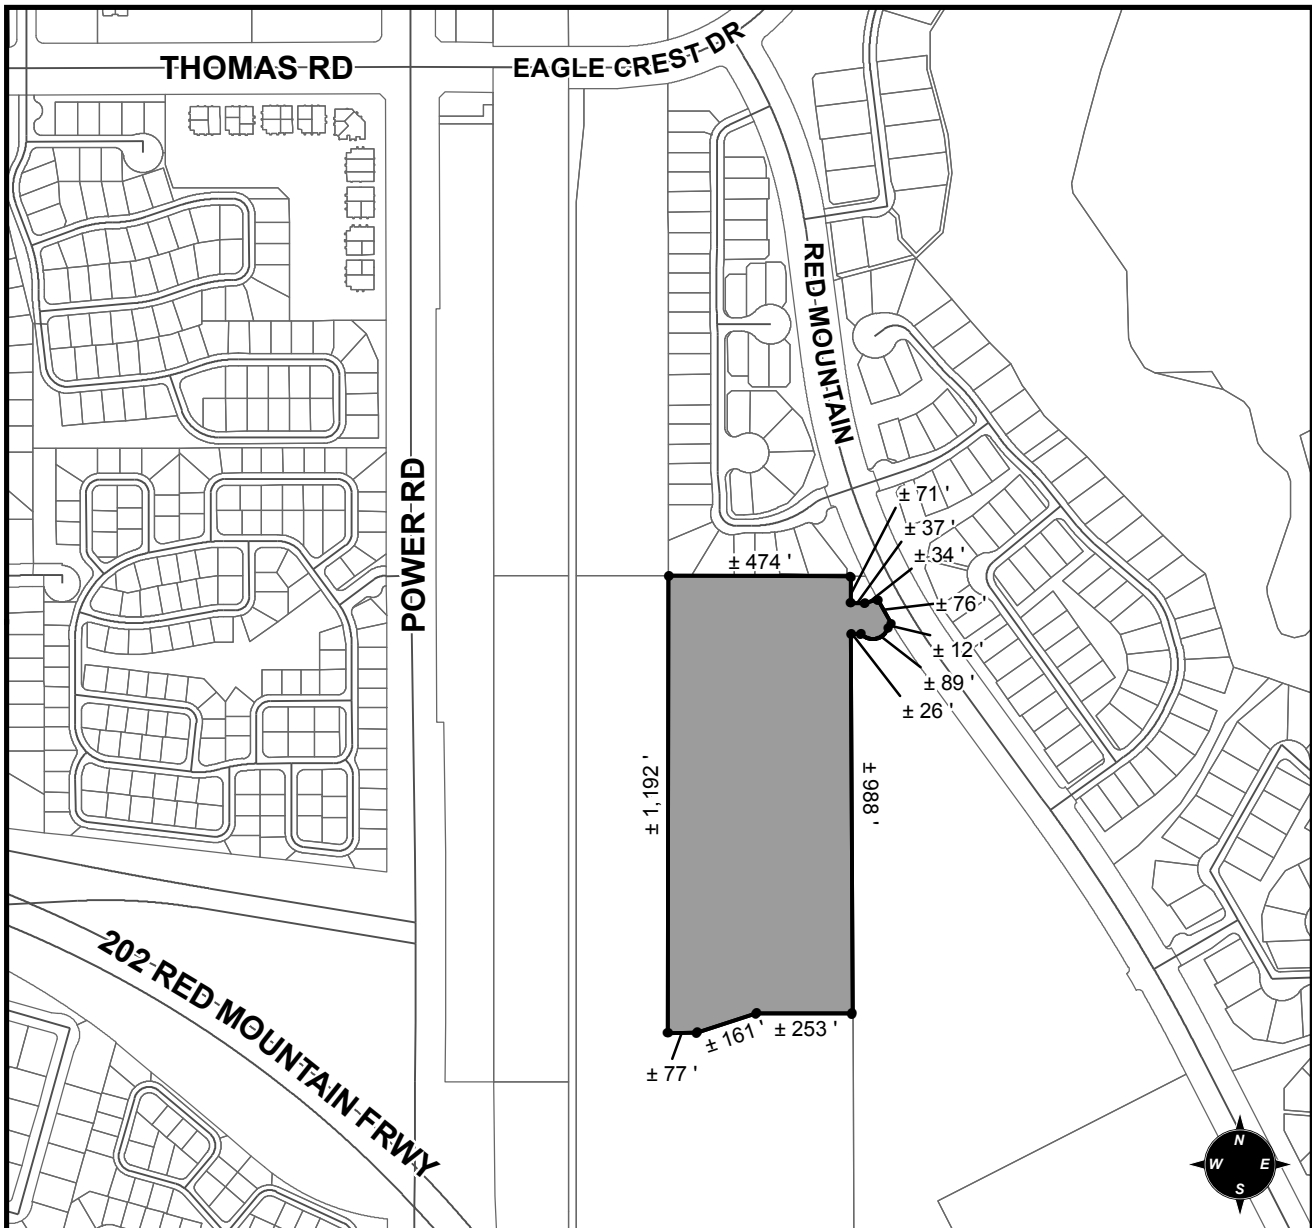 THOMAS RD
EAGLE CREST DR
RED MOUNTAIN
POWER RD
± 71 '
± 37 '
± 34 '
± 474 '
± 76 '
± 12 '
± 89 '
± 26 '
± 1,192 '
± 988 '
± 161 '
± 253 '
± 77 '
202 RED MOUNTAIN FRWY
N
W E
S